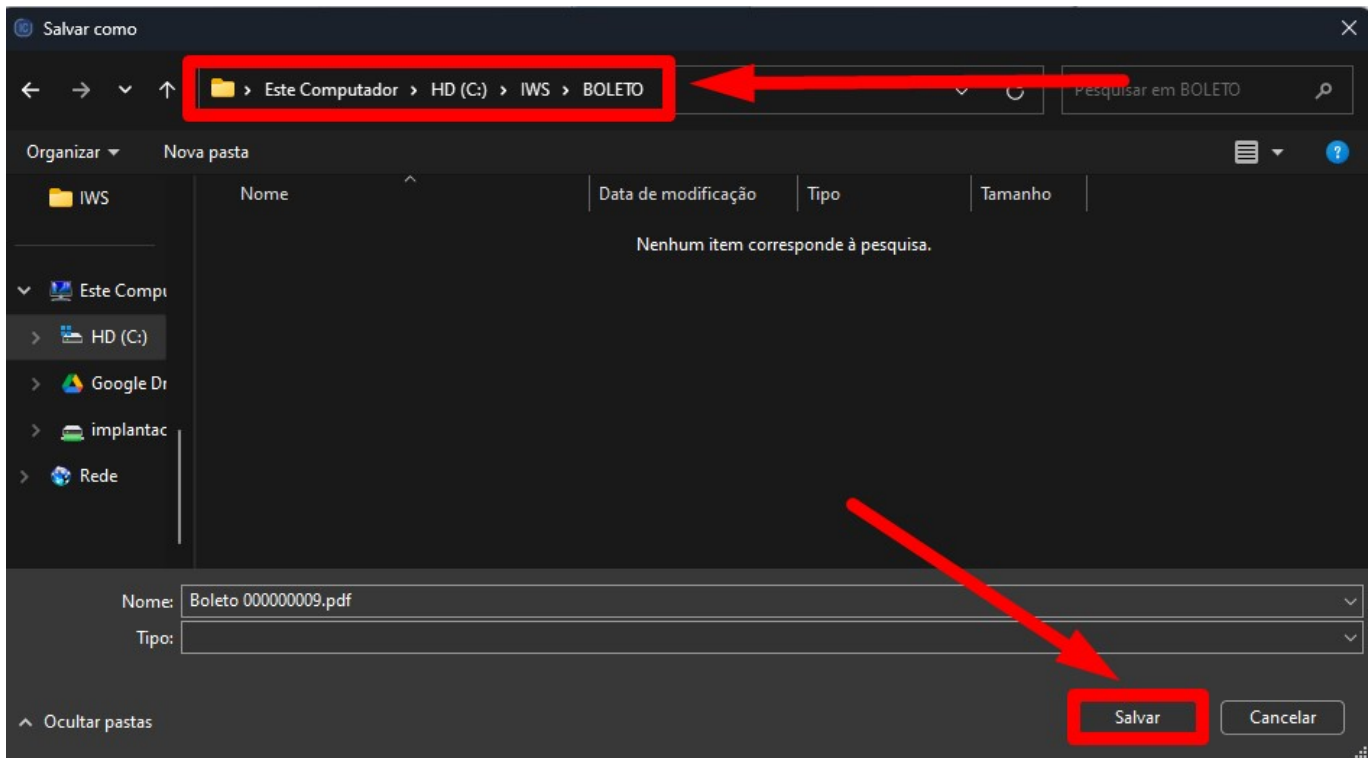 Salvar como
Este Computador > HD (C:) > IWS > BOLETO
Pesquisar em BOLETO
Organizar
Nova pasta
IWS
Nome
Data de modificação
Tipo
Tamanho
Nenhum item corresponde à pesquisa.
Este Compu
HD (C:)
Google Dr
implantac
Rede
Nome: Boleto 000000009.pdf
Tipo:
Ocultar pastas
Salvar
Cancelar